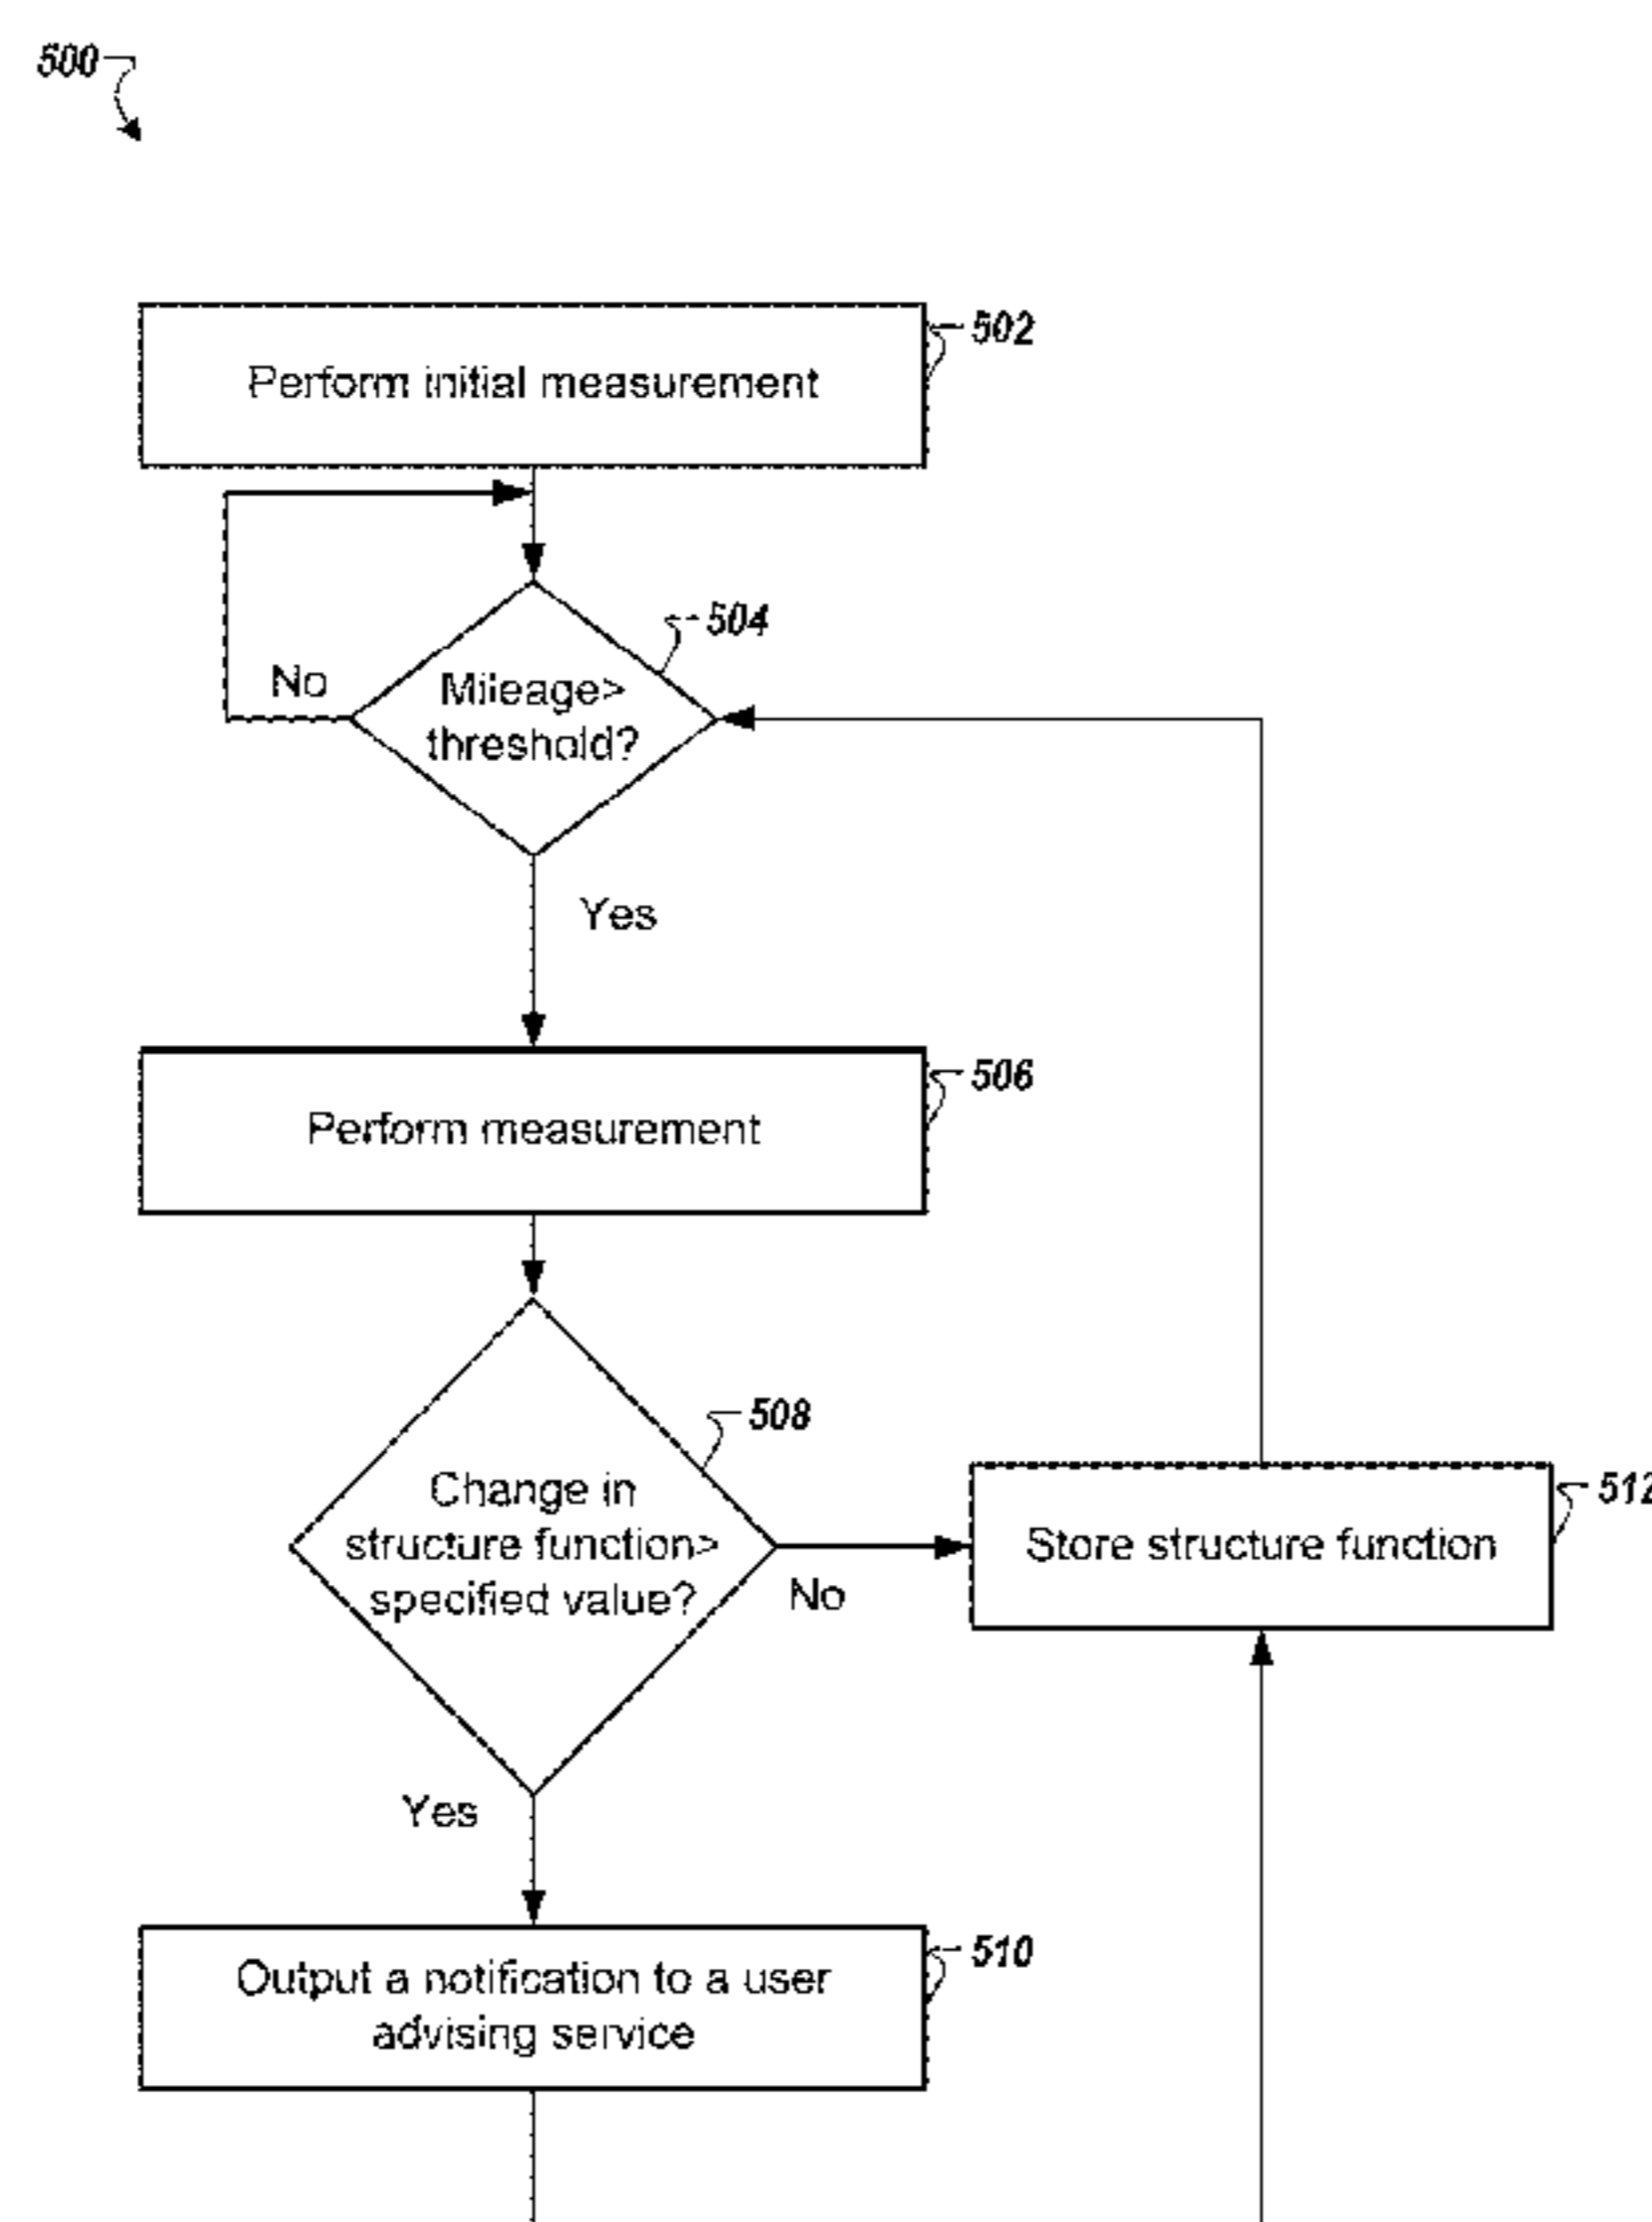 500
Perform initial measurement
502
504
No
Mileage>
threshold?
Yes
Perform measurement
506
508
Change in
structure function>
specified value?
No
Store structure function
512
Yes
Output a notification to a user
advising service
510